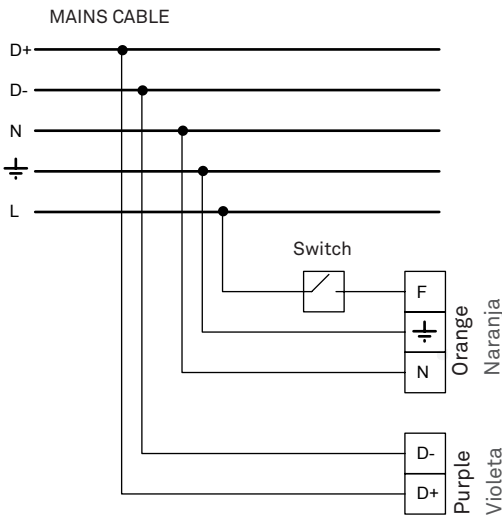 MAINS CABLE
D+
D-
N
L
Switch
F
N
Orange
Naranja
D-
D+
Purple
Violeta